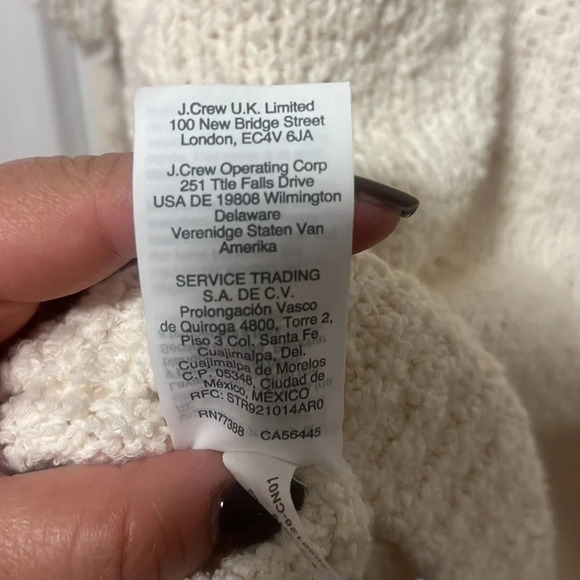 J.Crew U.K. Limited
100 New Bridge Street
London, EC4V 6JA
J.Crew Operating Corp
251 Ttle Falls Drive
USA DE 19808 Wilmington
Delaware
Verenidge Staten Van
Amerika
SERVICE TRADING
S.A. DE C.V.
Prolongación Vasco
de Quiroga 4800, Torre 2,
Piso 3 Col. Santa Fe
Cuajimalpa, Del.
Cuajimalpa de Morelos
C.P. 05348, Ciudad de
México, MÉXICO
RFC: STR921014AR0
RN77388 CA56445